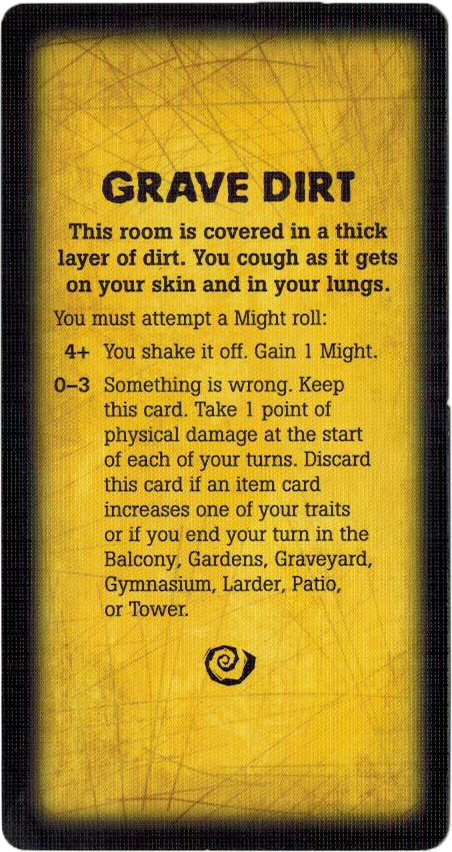 GRAVE DIRT
This room is covered in a thick
layer of dirt. You cough as it gets
on your skin and in your lungs.
You must attempt a Might roll:
4+ You shake it off. Gain 1 Might.
0–3 Something is wrong. Keep
this card. Take 1 point of
physical damage at the start
of each of your turns. Discard
this card if an item card
increases one of your traits
or if you end your turn in the
Balcony, Gardens, Graveyard,
Gymnasium, Larder, Patio,
or Tower.